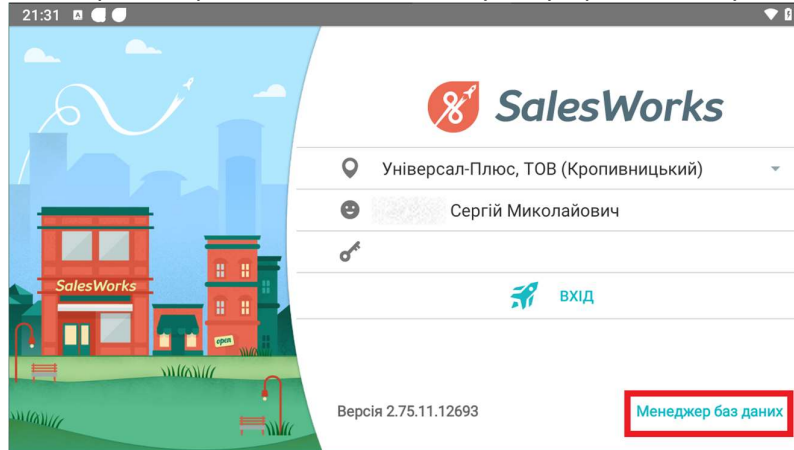 21:31
SalesWorks
Універсал-Плюс, ТОВ (Кропивницький)
Сергій Миколайович
ВХІД
SalesWorks
open
Версія 2.75.11.12693
Менеджер баз даних